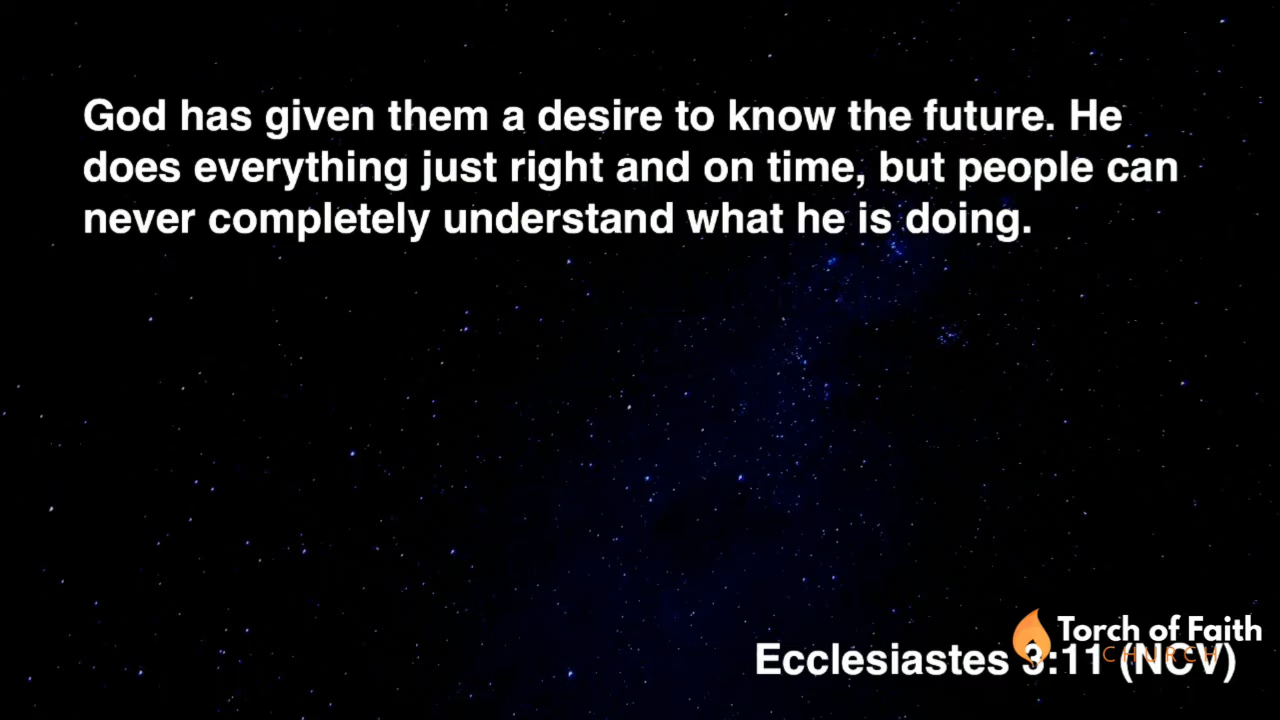 God has given them a desire to know the future. He
does everything just right and on time, but people can
never completely understand what he is doing.
Torch of Faith
CHURCH
Ecclesiastes 3:11 (NCV)